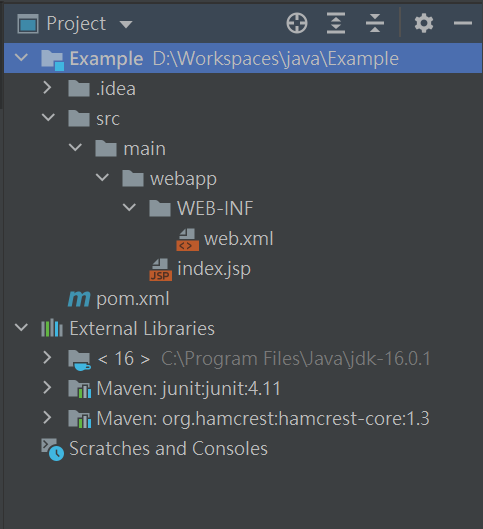 Project
Example D:\Workspaces\java\Example
.idea
src
main
webapp
WEB-INF
web.xml
JSP index.jsp
m pom.xml
External Libraries
< 16 > C:\Program Files\Java\jdk-16.0.1
Maven: junit:junit:4.11
Maven: org.hamcrest:hamcrest-core:1.3
Scratches and Consoles